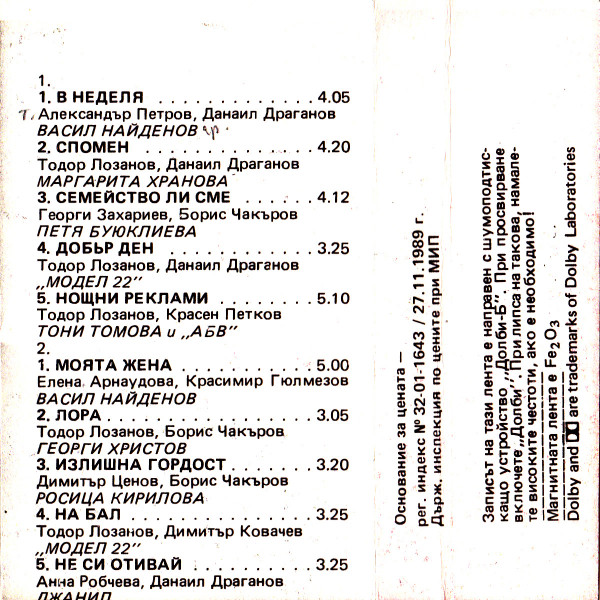 1.
1. В НЕДЕЛЯ . . . . . . . . . . . . 4.05
Александър Петров, Данаил Драганов
ВАСИЛ НАЙДЕНОВ
2. СПОМЕН . . . . . . . . . . . . . 4.20
Тодор Лозанов, Данаил Драганов
МАРГАРИТА ХРАНОВА
3. СЕМЕЙСТВО ЛИ СМЕ . . . . . . 4.12
Георги Захариев, Борис Чакъров
ПЕТЯ БУЮКЛИЕВА
4. ДОБЪР ДЕН . . . . . . . . . . . 3.25
Тодор Лозанов, Данаил Драганов
„МОДЕЛ 22"
5. НОЩНИ РЕКЛАМИ . . . . . . . 5.10
Тодор Лозанов, Красен Петков
ТОНИ ТОМОВА и „АБВ"
2.
1. МОЯТА ЖЕНА . . . . . . . . . . 5.00
Елена Арнаудова, Красимир Гюлмезов
ВАСИЛ НАЙДЕНОВ
2. ЛОРА . . . . . . . . . . . . . . . 3.05
Тодор Лозанов, Борис Чакъров
ГЕОРГИ ХРИСТОВ
3. ИЗЛИШНА ГОРДОСТ . . . . . . . 3.20
Димитър Ценов, Борис Чакъров
РОСИЦА КИРИЛОВА
4. НА БАЛ . . . . . . . . . . . . . . 3.25
Тодор Лозанов, Димитър Ковачев
„МОДЕЛ 22"
5. НЕ СИ ОТИВАЙ . . . . . . . . . 3.25
Анна Робчева, Данаил Драганов
ДЖАНИЛ
Основание за цената —
рег. индекс № 32-01-1643 / 27.11.1989 г.
Държ. инспекция по цените при МИП
Записът на тази лента е направен с шумоподтис-
кащо устройство „Долби-Б". При просвирване
включете „Долби". При липса на такова, намале-
те високите честоти, ако е необходимо!
Магнитната лента е Fe2O3
Dolby and are trademarks of Dolby Laboratories